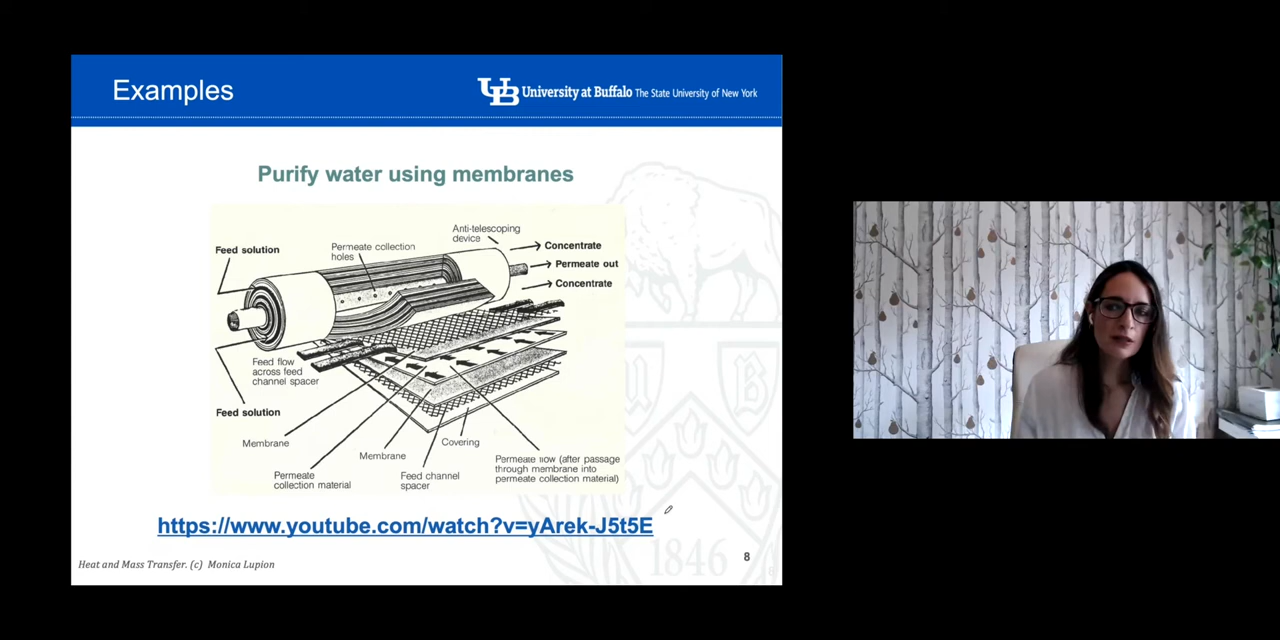 Examples
UB University at Buffalo The State University of New York
Purify water using membranes
Anti-telescoping
device
Feed solution
Permeate collection
holes
Concentrate
Permeate out
Concentrate
Feed flow
across feed
channel spacer
Feed solution
Membrane
Permeate
collection material
Membrane
Feed channel
spacer
Covering
Permeate flow (after passage
through membrane into
permeate collection material)
https://www.youtube.com/watch?v=yArek-J5t5E
U B
1846
Heat and Mass Transfer. (c) Monica Lupion
8
8